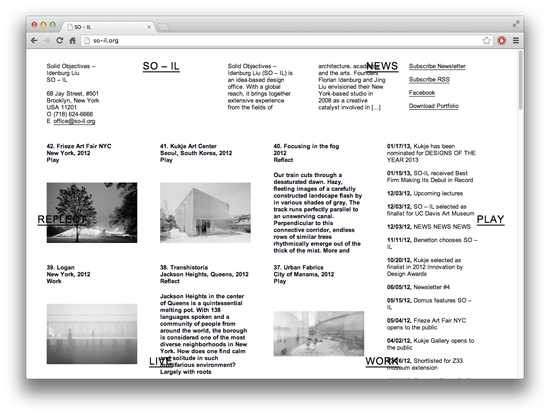 SO – IL
so-il.org
Solid Objectives –
Idenburg Liu
SO – IL
68 Jay Street, #501
Brooklyn, New York
USA 11201
O (718) 624-6666
E office@so-il.org
SO – IL
Solid Objectives –
Idenburg Liu (SO – IL) is
an idea-based design
office. With a global
reach, it brings together
extensive experience
from the fields of
architecture,
and the arts. Founders
Florian Idenburg and Jing
Liu envisioned their New
York-based studio in
2008 as a creative
catalyst involved in [...]
NEWS
Subscribe Newsletter
Subscribe RSS
Facebook
Download Portfolio
42. Frieze Art Fair NYC
New York, 2012
Play
41. Kukje Art Center
Seoul, South Korea, 2012
Play
40. Focusing in the fog
2012
Reflect
Our train cuts through a
desaturated dawn. Hazy,
fleeting images of a carefully
constructed landscape flash by
in various shades of gray. The
track runs perfectly parallel to
an unswerving canal.
Perpendicular to this
connective corridor, endless
rows of similar trees
rhythmically emerge out of the
thick of the mist. More and
01/17/13, Kukje has been
nominated for DESIGNS OF THE
YEAR 2013
01/15/13, SO-IL received Best
Firm Making Its Debut in Record
12/03/12, Upcoming lectures
12/03/12, SO – IL selected as
finalist for UC Davis Art Museum
12/03/12, NEWS NEWS NEWS
11/11/12, Benetton chooses SO –
IL
10/02/12, Kukje selected as
finalist in 2012 Innovation by
Design Awards
06/05/12, Newsletter #4
05/15/12, Domus features SO –
IL
05/04/12, Frieze Art Fair NYC
opens to the public
04/02/12, Kukje Gallery opens to
the public
Shortlisted for Z33
museum extension
REFLECT
PLAY
39. Logan
New York, 2012
Work
38. Transhistoria
Jackson Heights, Queens, 2012
Reflect
Jackson Heights in the center
of Queens is a quintessential
melting pot. With 138
languages spoken and a
community of people from
around the world, the borough
is considered one of the most
diverse neighborhoods in New
York. How does one find calm
and solitude in such
multifarious environment?
Largely with roots
37. Urban Fabrics
City of Manama, 2012
Play
LIVE
WORK